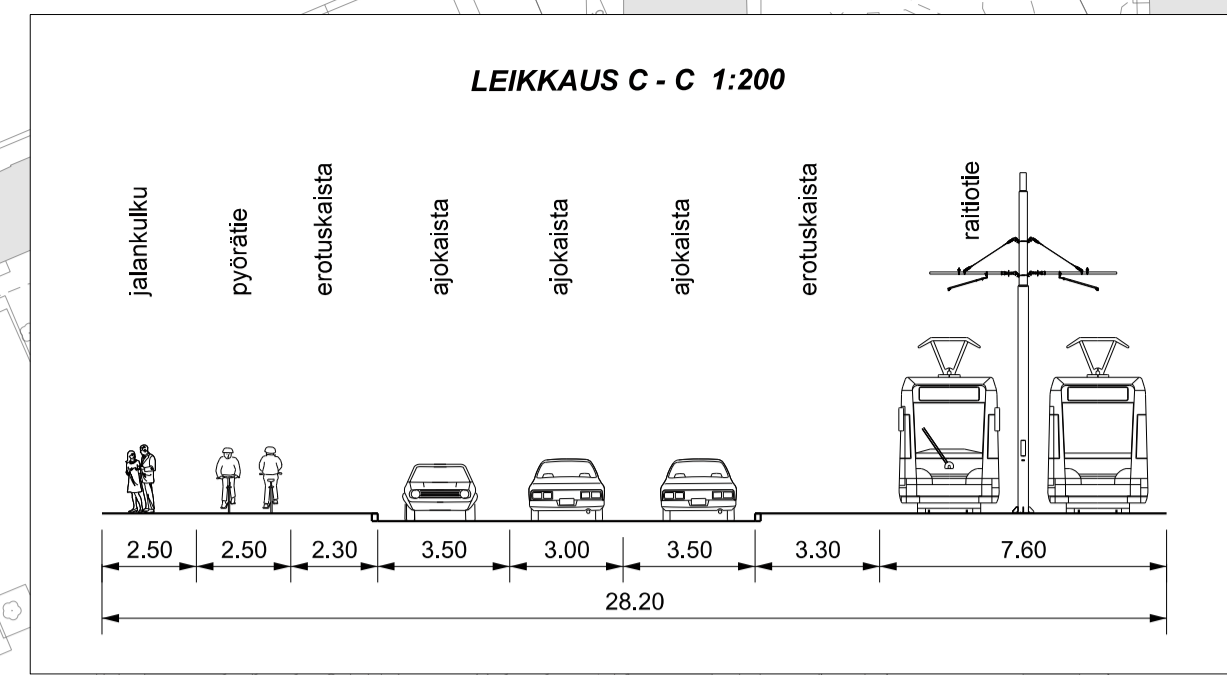 LEIKKAUS C - C 1:200
jalankulku
pyörätie
erotuskaista
ajokaista
ajokaista
ajokaista
erotuskaista
raitiotie
2.50 2.50 2.30 3.50 3.00 3.50 3.30 7.60
28.20